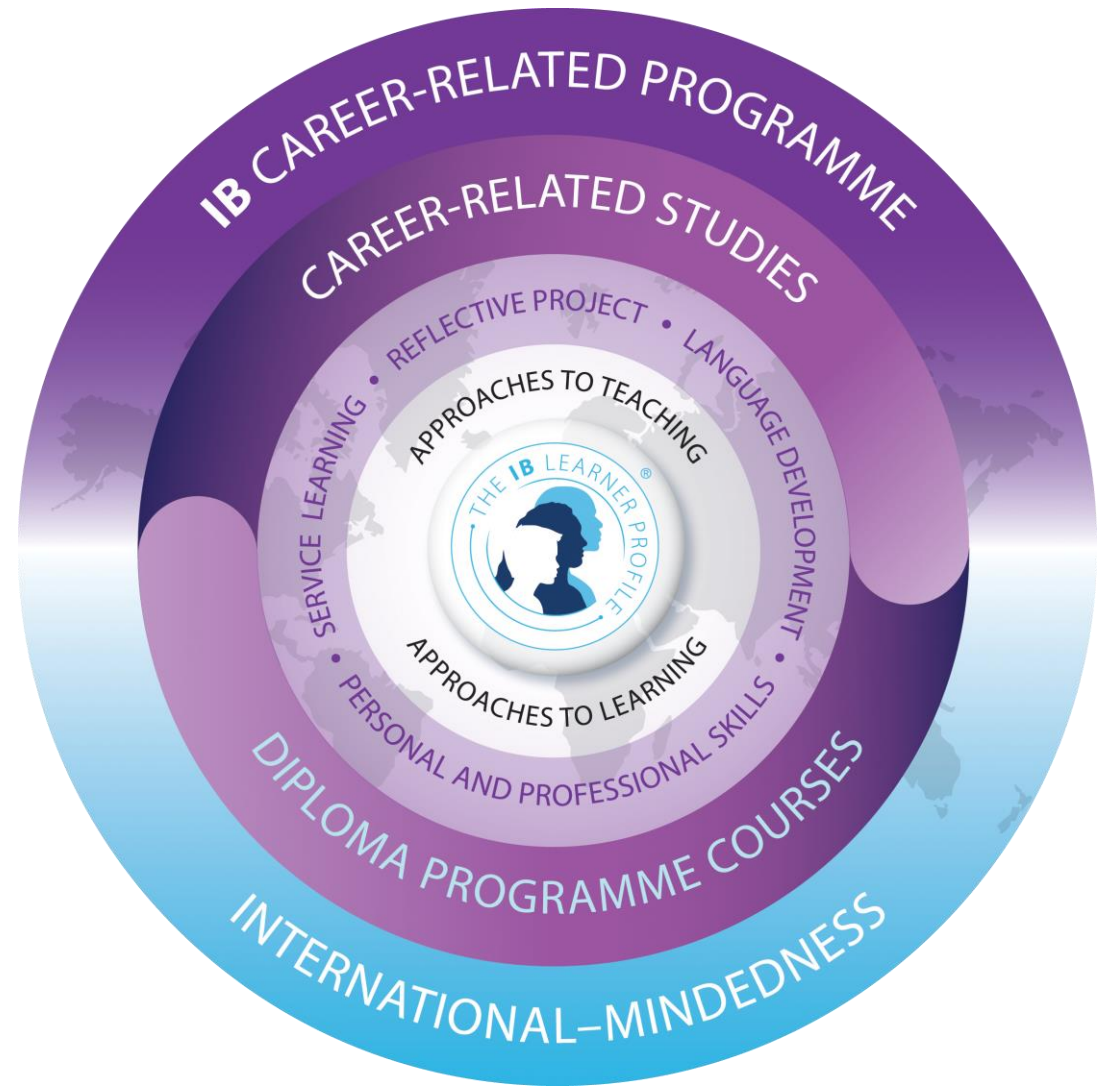 IB CAREER-RELATED PROGRAMME
CAREER-RELATED STUDIES
SERVICE LEARNING • REFLECTIVE PROJECT • LANGUAGE DEVELOPMENT • PERSONAL AND PROFESSIONAL SKILLS •
APPROACHES TO TEACHING
• THE IB LEARNER PROFILE • ®
APPROACHES TO LEARNING
DIPLOMA PROGRAMME COURSES
INTERNATIONAL–MINDEDNESS